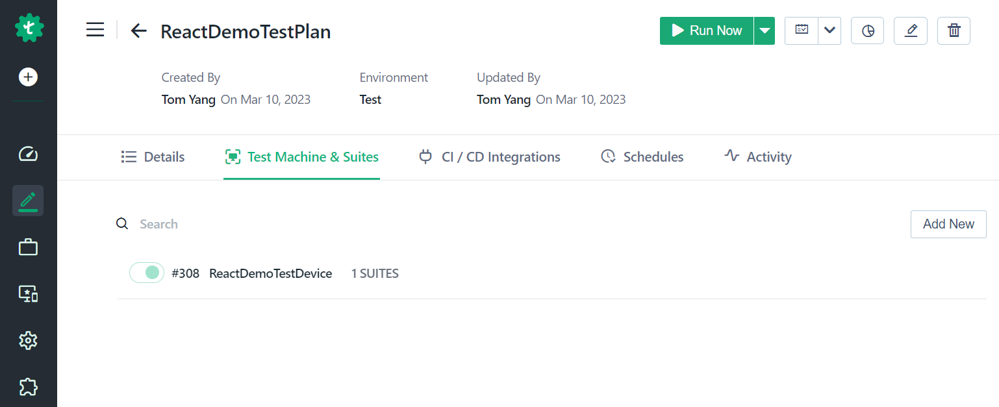 ReactDemoTestPlan
Run Now
Created By
Environment
Updated By
Tom Yang On Mar 10, 2023
Test
Tom Yang On Mar 10, 2023
Details
Test Machine & Suites
CI / CD Integrations
Schedules
Activity
Search
Add New
#308 ReactDemoTestDevice 1 SUITES